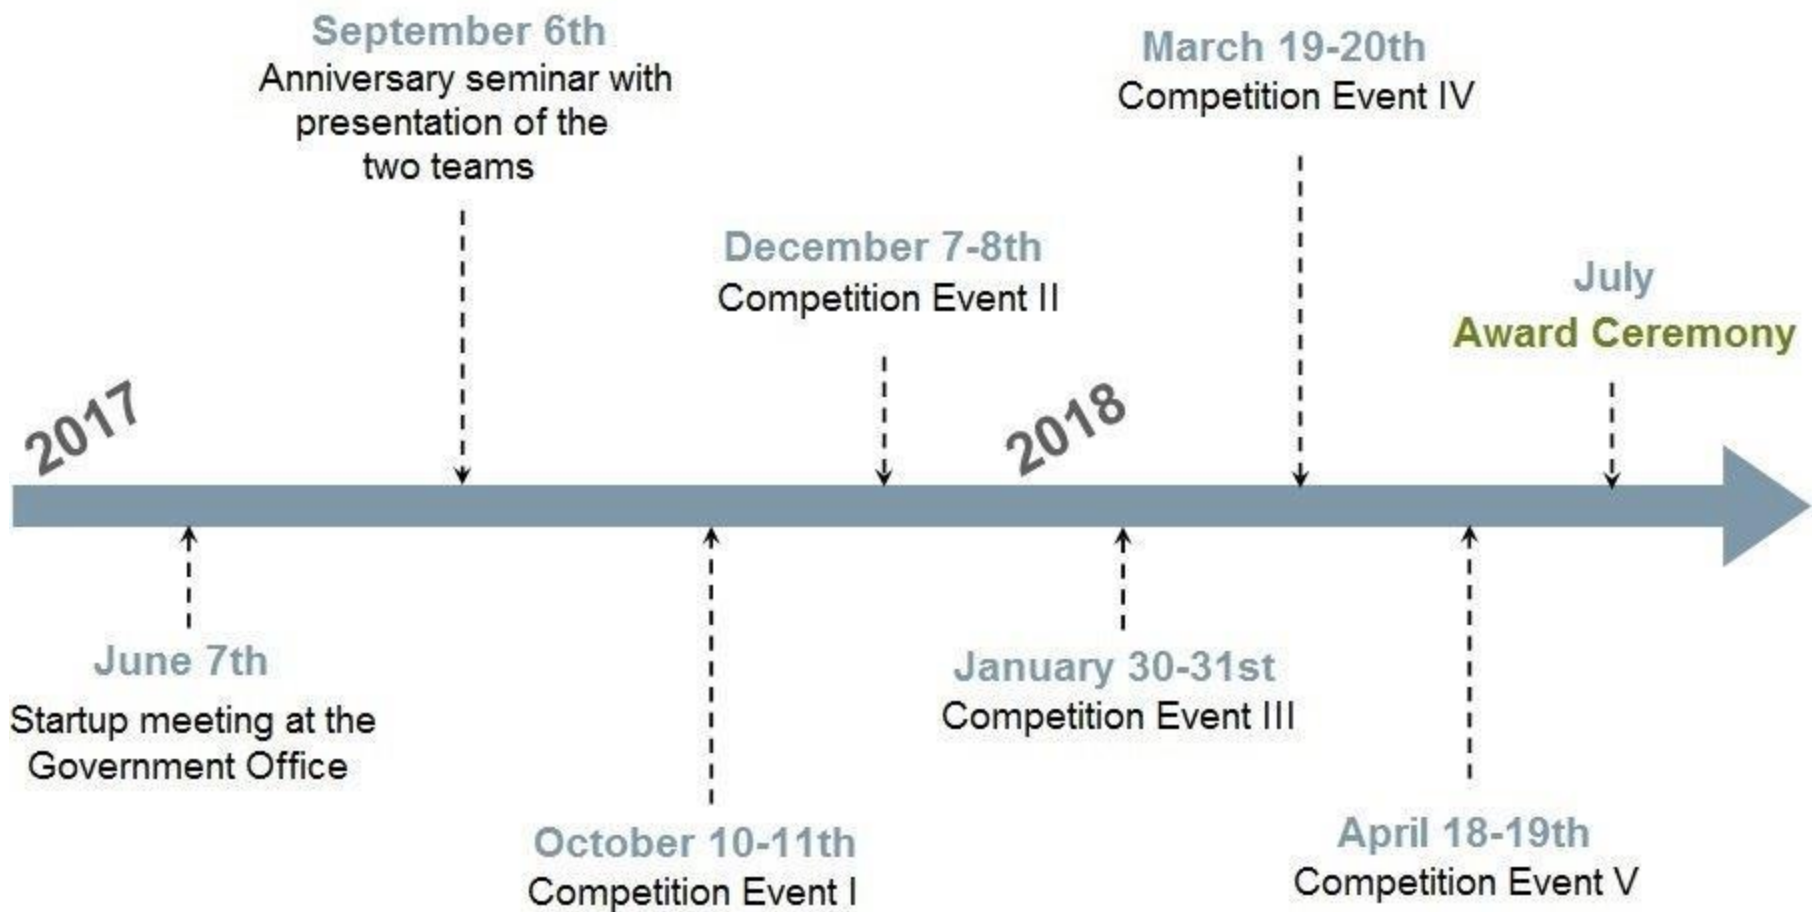 September 6th
Anniversary seminar with
presentation of the
two teams
March 19-20th
Competition Event IV
December 7-8th
Competition Event II
July
Award Ceremony
2017
2018
June 7th
Startup meeting at the
Government Office
January 30-31st
Competition Event III
October 10-11th
Competition Event I
April 18-19th
Competition Event V